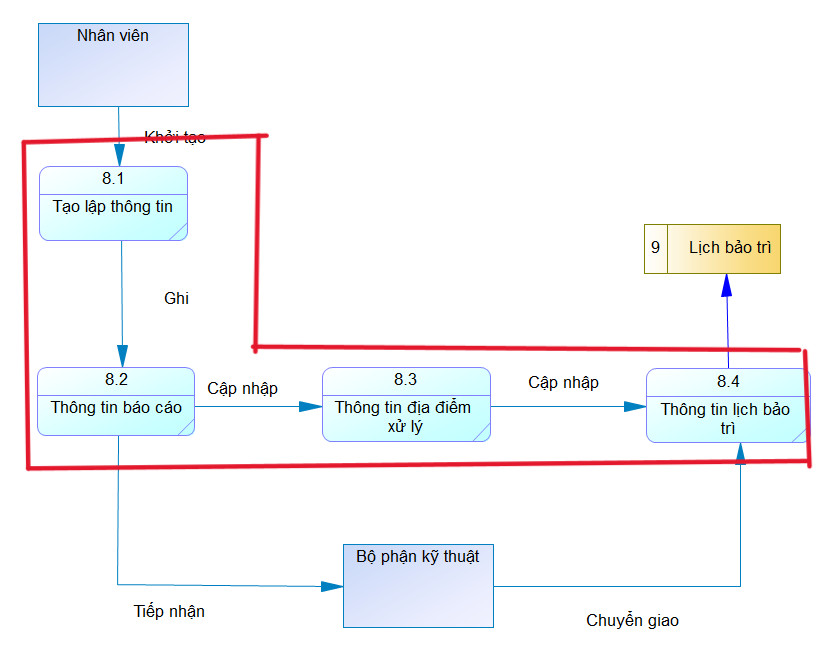 Nhân viên
Khởi tạo
8.1
Tạo lập thông tin
9
Lịch bảo trì
Ghi
8.2
Thông tin báo cáo
Cập nhập
8.3
Thông tin địa điểm
xử lý
Cập nhập
8.4
Thông tin lịch bảo
trì
Bộ phận kỹ thuật
Tiếp nhận
Chuyển giao